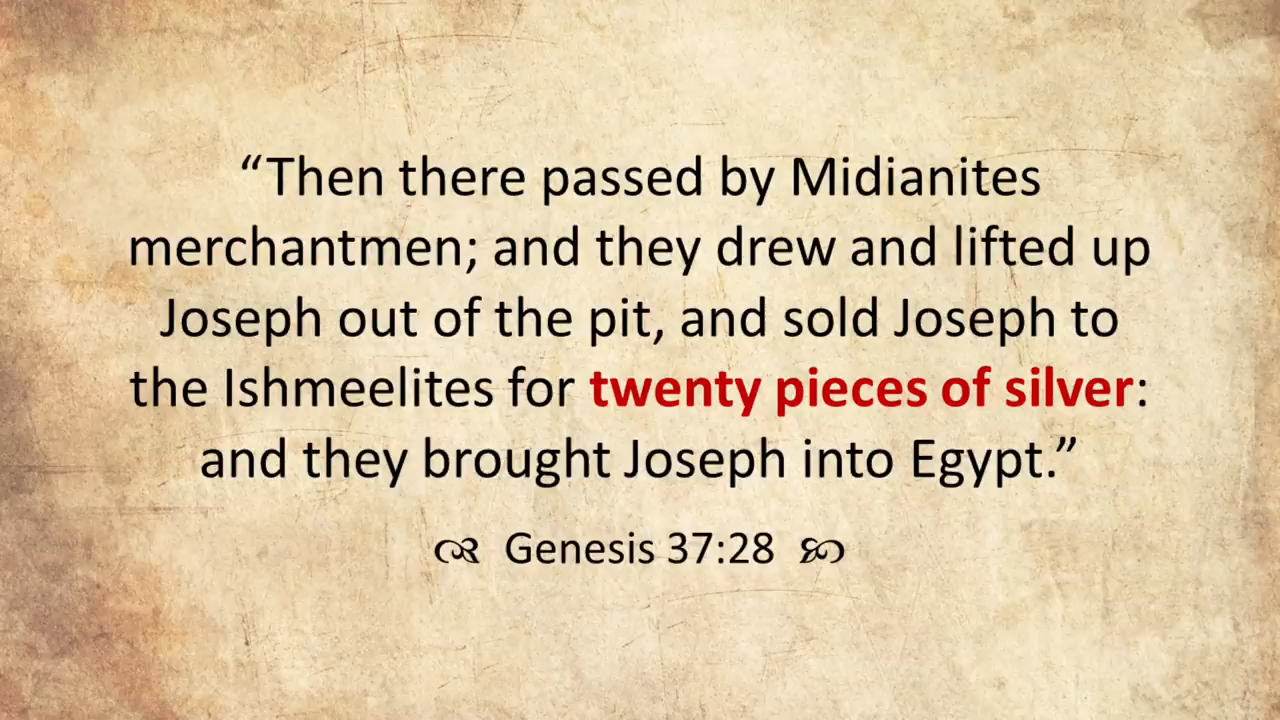 “Then there passed by Midianites
merchantmen; and they drew and lifted up
Joseph out of the pit, and sold Joseph to
the Ishmeelites for twenty pieces of silver:
and they brought Joseph into Egypt.”
Genesis 37:28